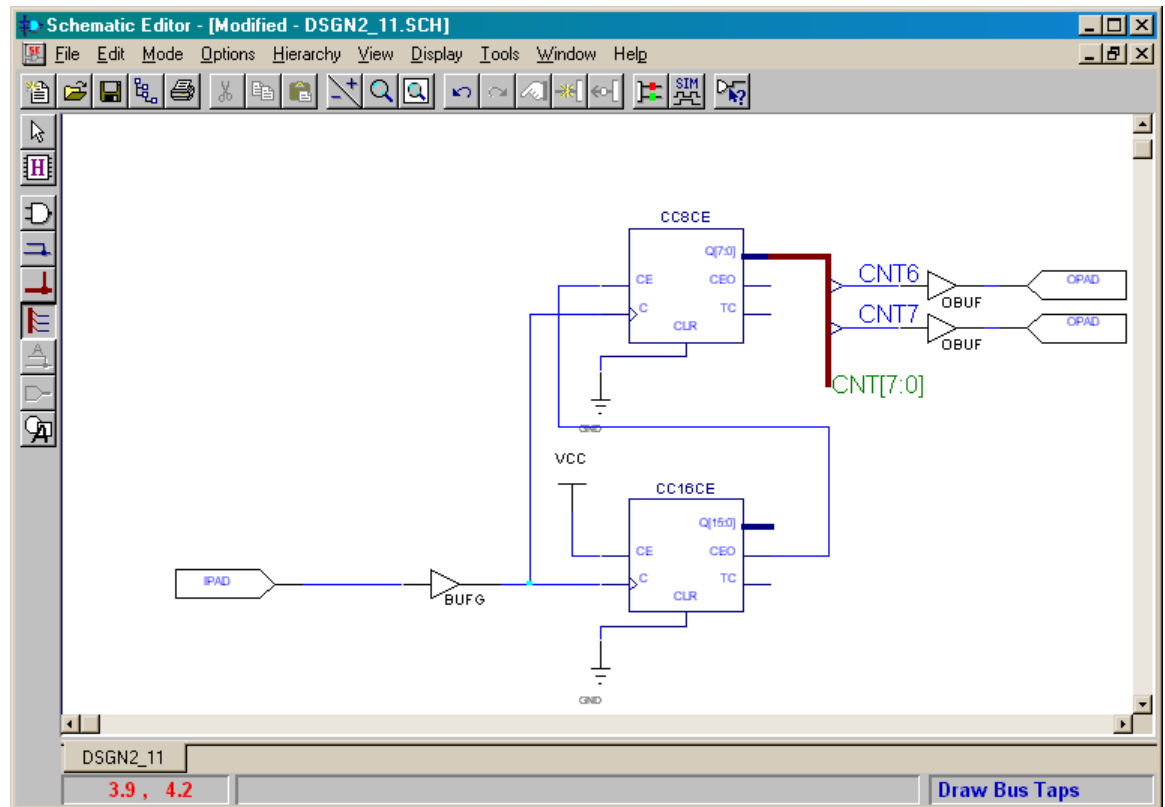 Schematic Editor - [Modified - DSGN2_11.SCH]
File Edit Mode Options Hierarchy View Display Tools Window Help
SIM
H
A
A
CC8CE
Q[7:0]
CE CEO
C TC
CLR
CNT6
OBUF
OPAD
CNT7
OBUF
OPAD
CNT[7:0]
GND
VCC
CC16CE
Q[15:0]
CE CEO
C TC
CLR
IPAD
BUFG
GND
DSGN2_11
3.9 , 4.2
Draw Bus Taps